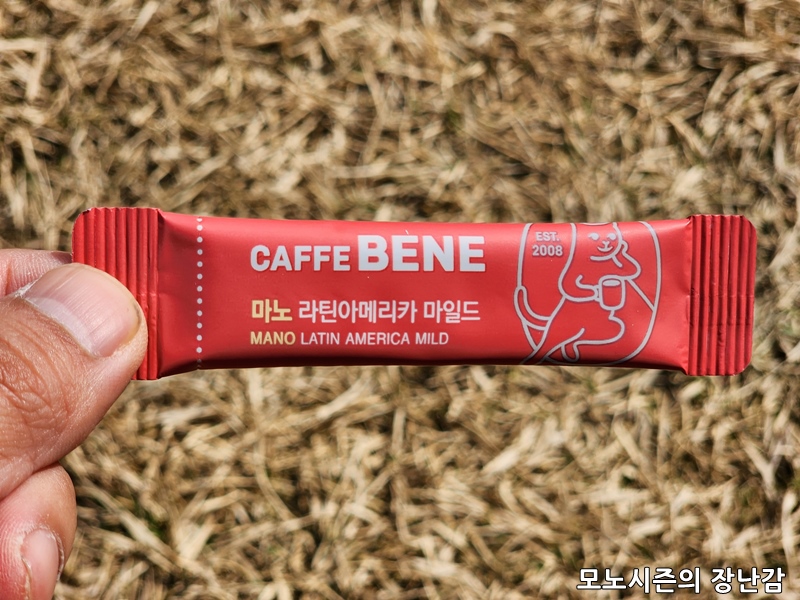 CAFFE BENE
EST.
2008
마노 라틴아메리카 마일드
MANO LATIN AMERICA MILD
모노시즌의 장난감